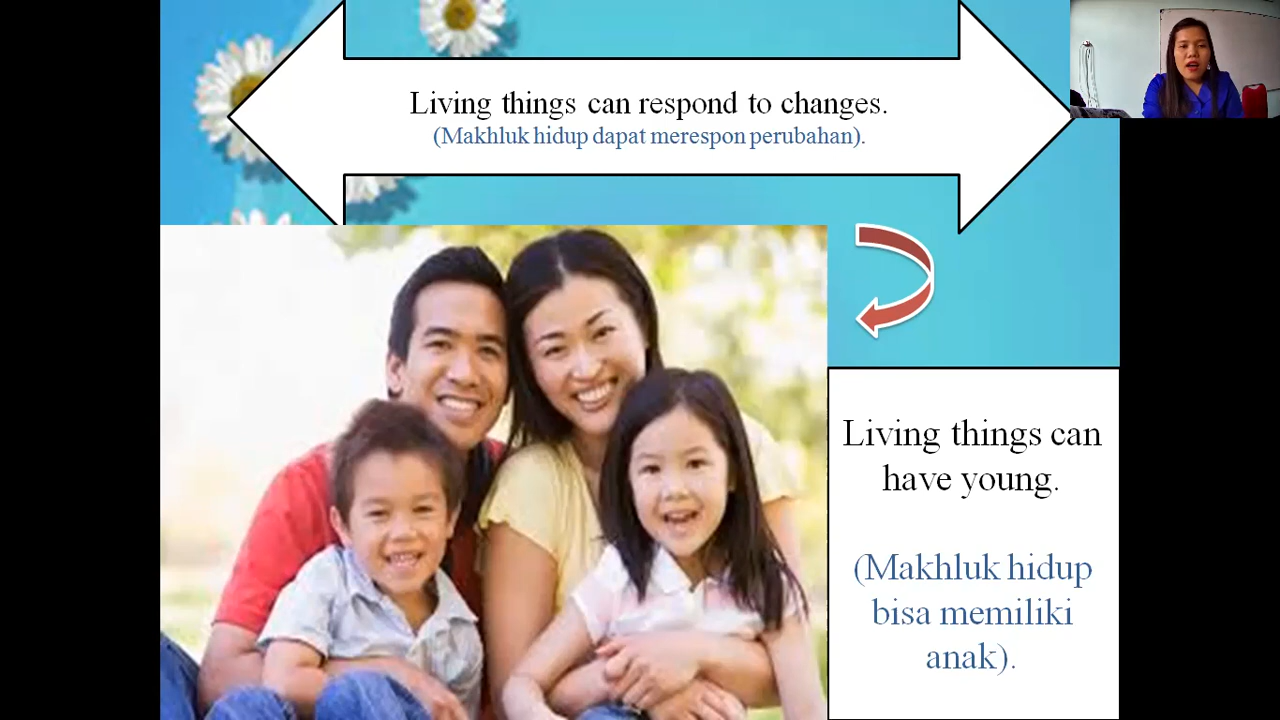 Living things can respond to changes.
(Makhluk hidup dapat merespon perubahan).
Living things can
have young.
(Makhluk hidup
bisa memiliki
anak).